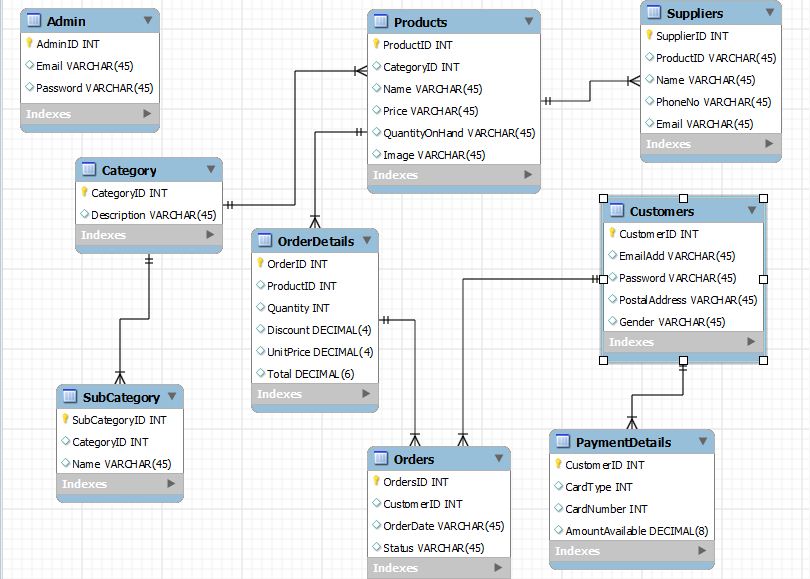 Admin
AdminID INT
Email VARCHAR(45)
Password VARCHAR(45)
Indexes
Products
ProductID INT
CategoryID INT
Name VARCHAR(45)
Price VARCHAR(45)
QuantityOnHand VARCHAR(45)
Image VARCHAR(45)
Indexes
Suppliers
SupplierID INT
ProductID VARCHAR(45)
Name VARCHAR(45)
PhoneNo VARCHAR(45)
Email VARCHAR(45)
Indexes
Category
CategoryID INT
Description VARCHAR(45)
Indexes
OrderDetails
OrderID INT
ProductID INT
Quantity INT
Discount DECIMAL(4)
UnitPrice DECIMAL(4)
Total DECIMAL(6)
Indexes
Customers
CustomerID INT
EmailAdd VARCHAR(45)
Password VARCHAR(45)
PostalAddress VARCHAR(45)
Gender VARCHAR(45)
Indexes
SubCategory
SubCategoryID INT
CategoryID INT
Name VARCHAR(45)
Indexes
Orders
OrdersID INT
CustomerID INT
OrderDate VARCHAR(45)
Status VARCHAR(45)
Indexes
PaymentDetails
CustomerID INT
CardType INT
CardNumber INT
AmountAvailable DECIMAL(8)
Indexes